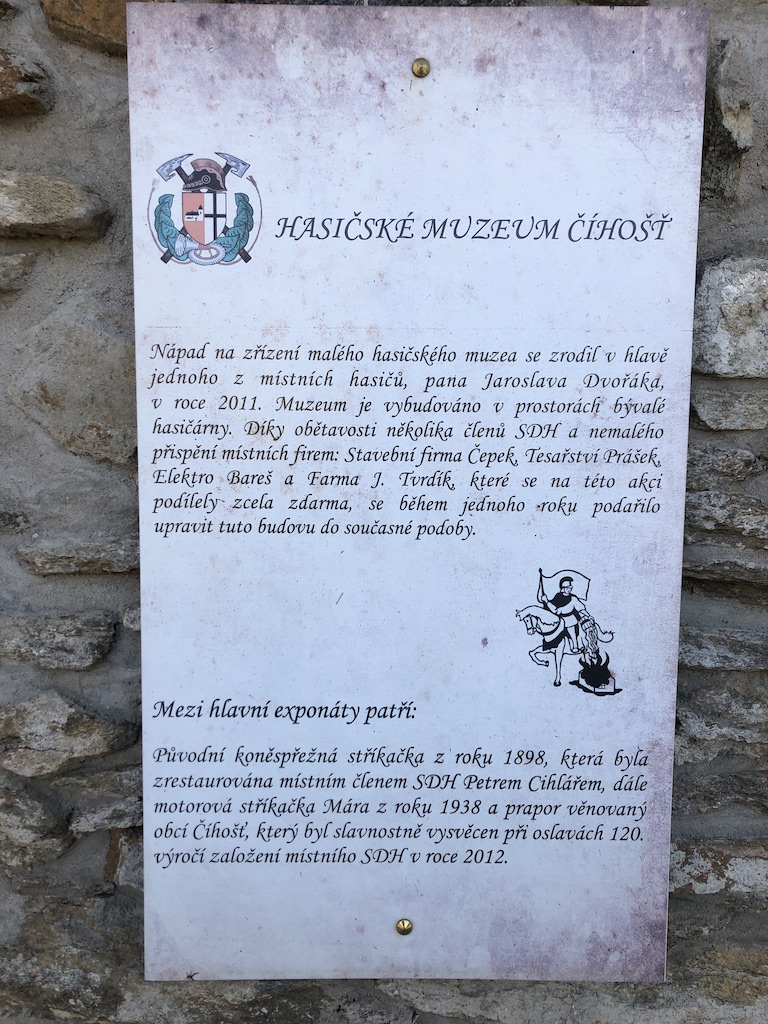 HASIČSKÉ MUZEUM ČÍHOŠŤ
Nápad na zřízení malého hasičského muzea se zrodil v hlavě
jednoho z místních hasičů, pana Jaroslava Dvořáka,
v roce 2011. Muzeum je vybudováno v prostorách bývalé
hasičárny. Díky obětavosti několika členů SDH a nemalého
přispění místních firem: Stavební firma Čepek, Tesařství Prášek,
Elektro Bareš a Farma J. Tvrdík, které se na této akci
podílely zcela zdarma, se během jednoho roku podařilo
upravit tuto budovu do současné podoby.
Mezi hlavní exponáty patří:
Původní koněspřežná stříkačka z roku 1898, která byla
zrestaurována místním členem SDH Petrem Cihlářem, dále
motorová stříkačka Mára z roku 1938 a prapor věnovaný
obcí Číhošť, který byl slavnostně vysvěcen při oslavách 120.
výročí založení místního SDH v roce 2012.